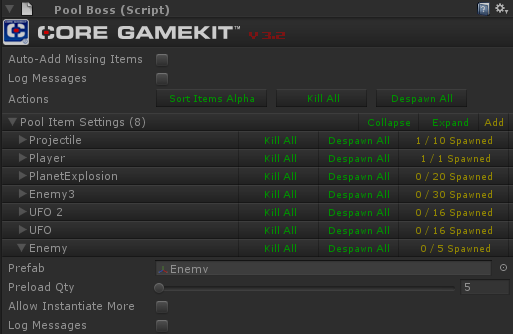 Pool Boss (Script)
CORE GAMEKIT™ V3.2
Auto-Add Missing Items
Log Messages
Actions Sort Items Alpha Kill All Despawn All
Pool Item Settings (8) Collapse Expand Add
Projectile Kill All Despawn All 1 / 10 Spawned
Player Kill All Despawn All 1 / 1 Spawned
PlanetExplosion Kill All Despawn All 0 / 20 Spawned
Enemy3 Kill All Despawn All 0 / 30 Spawned
UFO 2 Kill All Despawn All 0 / 16 Spawned
UFO Kill All Despawn All 0 / 16 Spawned
Enemy Kill All Despawn All 0 / 5 Spawned
Prefab Enemy
Preload Qty 5
Allow Instantiate More
Log Messages